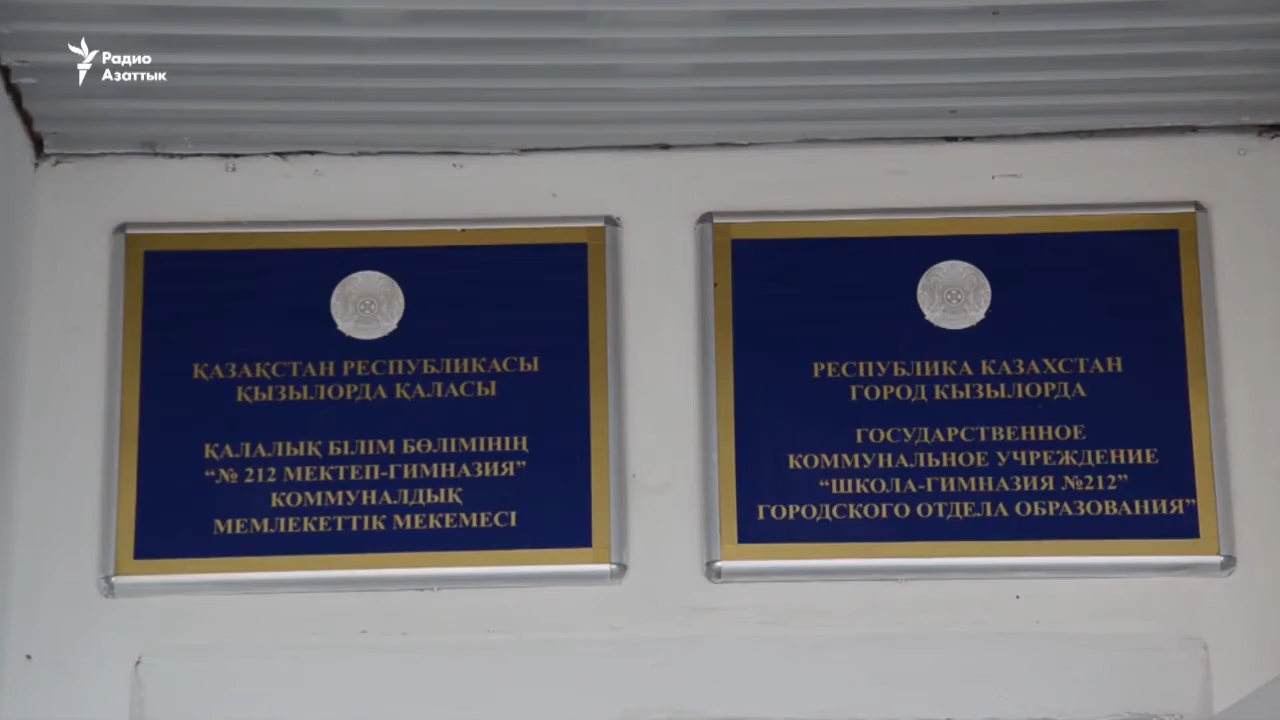 Радио
Азаттык
ҚАЗАҚСТАН РЕСПУБЛИКАСЫ
ҚЫЗЫЛОРДА ҚАЛАСЫ
ҚАЛАЛЫҚ БІЛІМ БӨЛІМІНІҢ
“№ 212 МЕКТЕП-ГИМНАЗИЯ”
КОММУНАЛДЫҚ
МЕМЛЕКЕТТІК МЕКЕМЕСІ
РЕСПУБЛИКА КАЗАХСТАН
ГОРОД КЫЗЫЛОРДА
ГОСУДАРСТВЕННОЕ
КОММУНАЛЬНОЕ УЧРЕЖДЕНИЕ
“ШКОЛА-ГИМНАЗИЯ №212”
ГОРОДСКОГО ОТДЕЛА ОБРАЗОВАНИЯ”